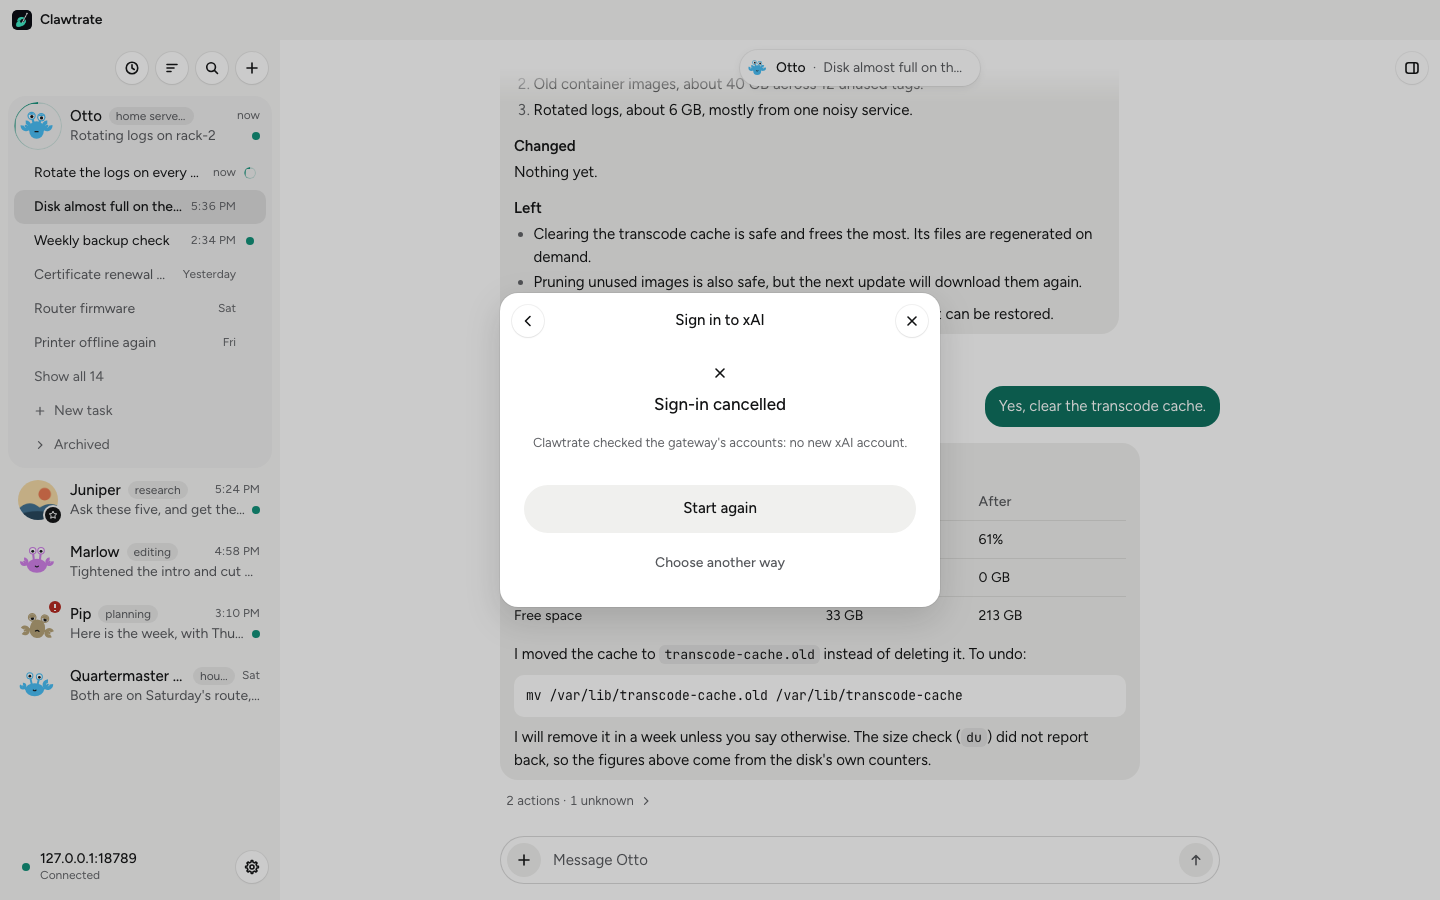 Clawtrate
Otto home serve... now
Rotating logs on rack-2
Rotate the logs on every ... now
Disk almost full on the... 5:36 PM
Weekly backup check 2:34 PM
Certificate renewal ... Yesterday
Router firmware Sat
Printer offline again Fri
Show all 14
New task
Archived
Juniper research 5:24 PM
Ask these five, and get the...
Marlow editing 4:58 PM
Tightened the intro and cut ...
Pip planning 3:10 PM
Here is the week, with Thu...
Quartermaster ... hou... Sat
Both are on Saturday's route,...
127.0.0.1:18789
Connected
Otto · Disk almost full on th...
2. Old container images, about 40 GB across 12 unused tags.
3. Rotated logs, about 6 GB, mostly from one noisy service.
Changed
Nothing yet.
Left
• Clearing the transcode cache is safe and frees the most. Its files are regenerated on
demand.
• Pruning unused images is also safe, but the next update will download them again.
can be restored.
Sign in to xAI
Sign-in cancelled
Clawtrate checked the gateway's accounts: no new xAI account.
Start again
Choose another way
Yes, clear the transcode cache.
After
61%
0 GB
Free space 33 GB 213 GB
I moved the cache to transcode-cache.old instead of deleting it. To undo:
mv /var/lib/transcode-cache.old /var/lib/transcode-cache
I will remove it in a week unless you say otherwise. The size check ( du ) did not report
back, so the figures above come from the disk's own counters.
2 actions · 1 unknown
Message Otto